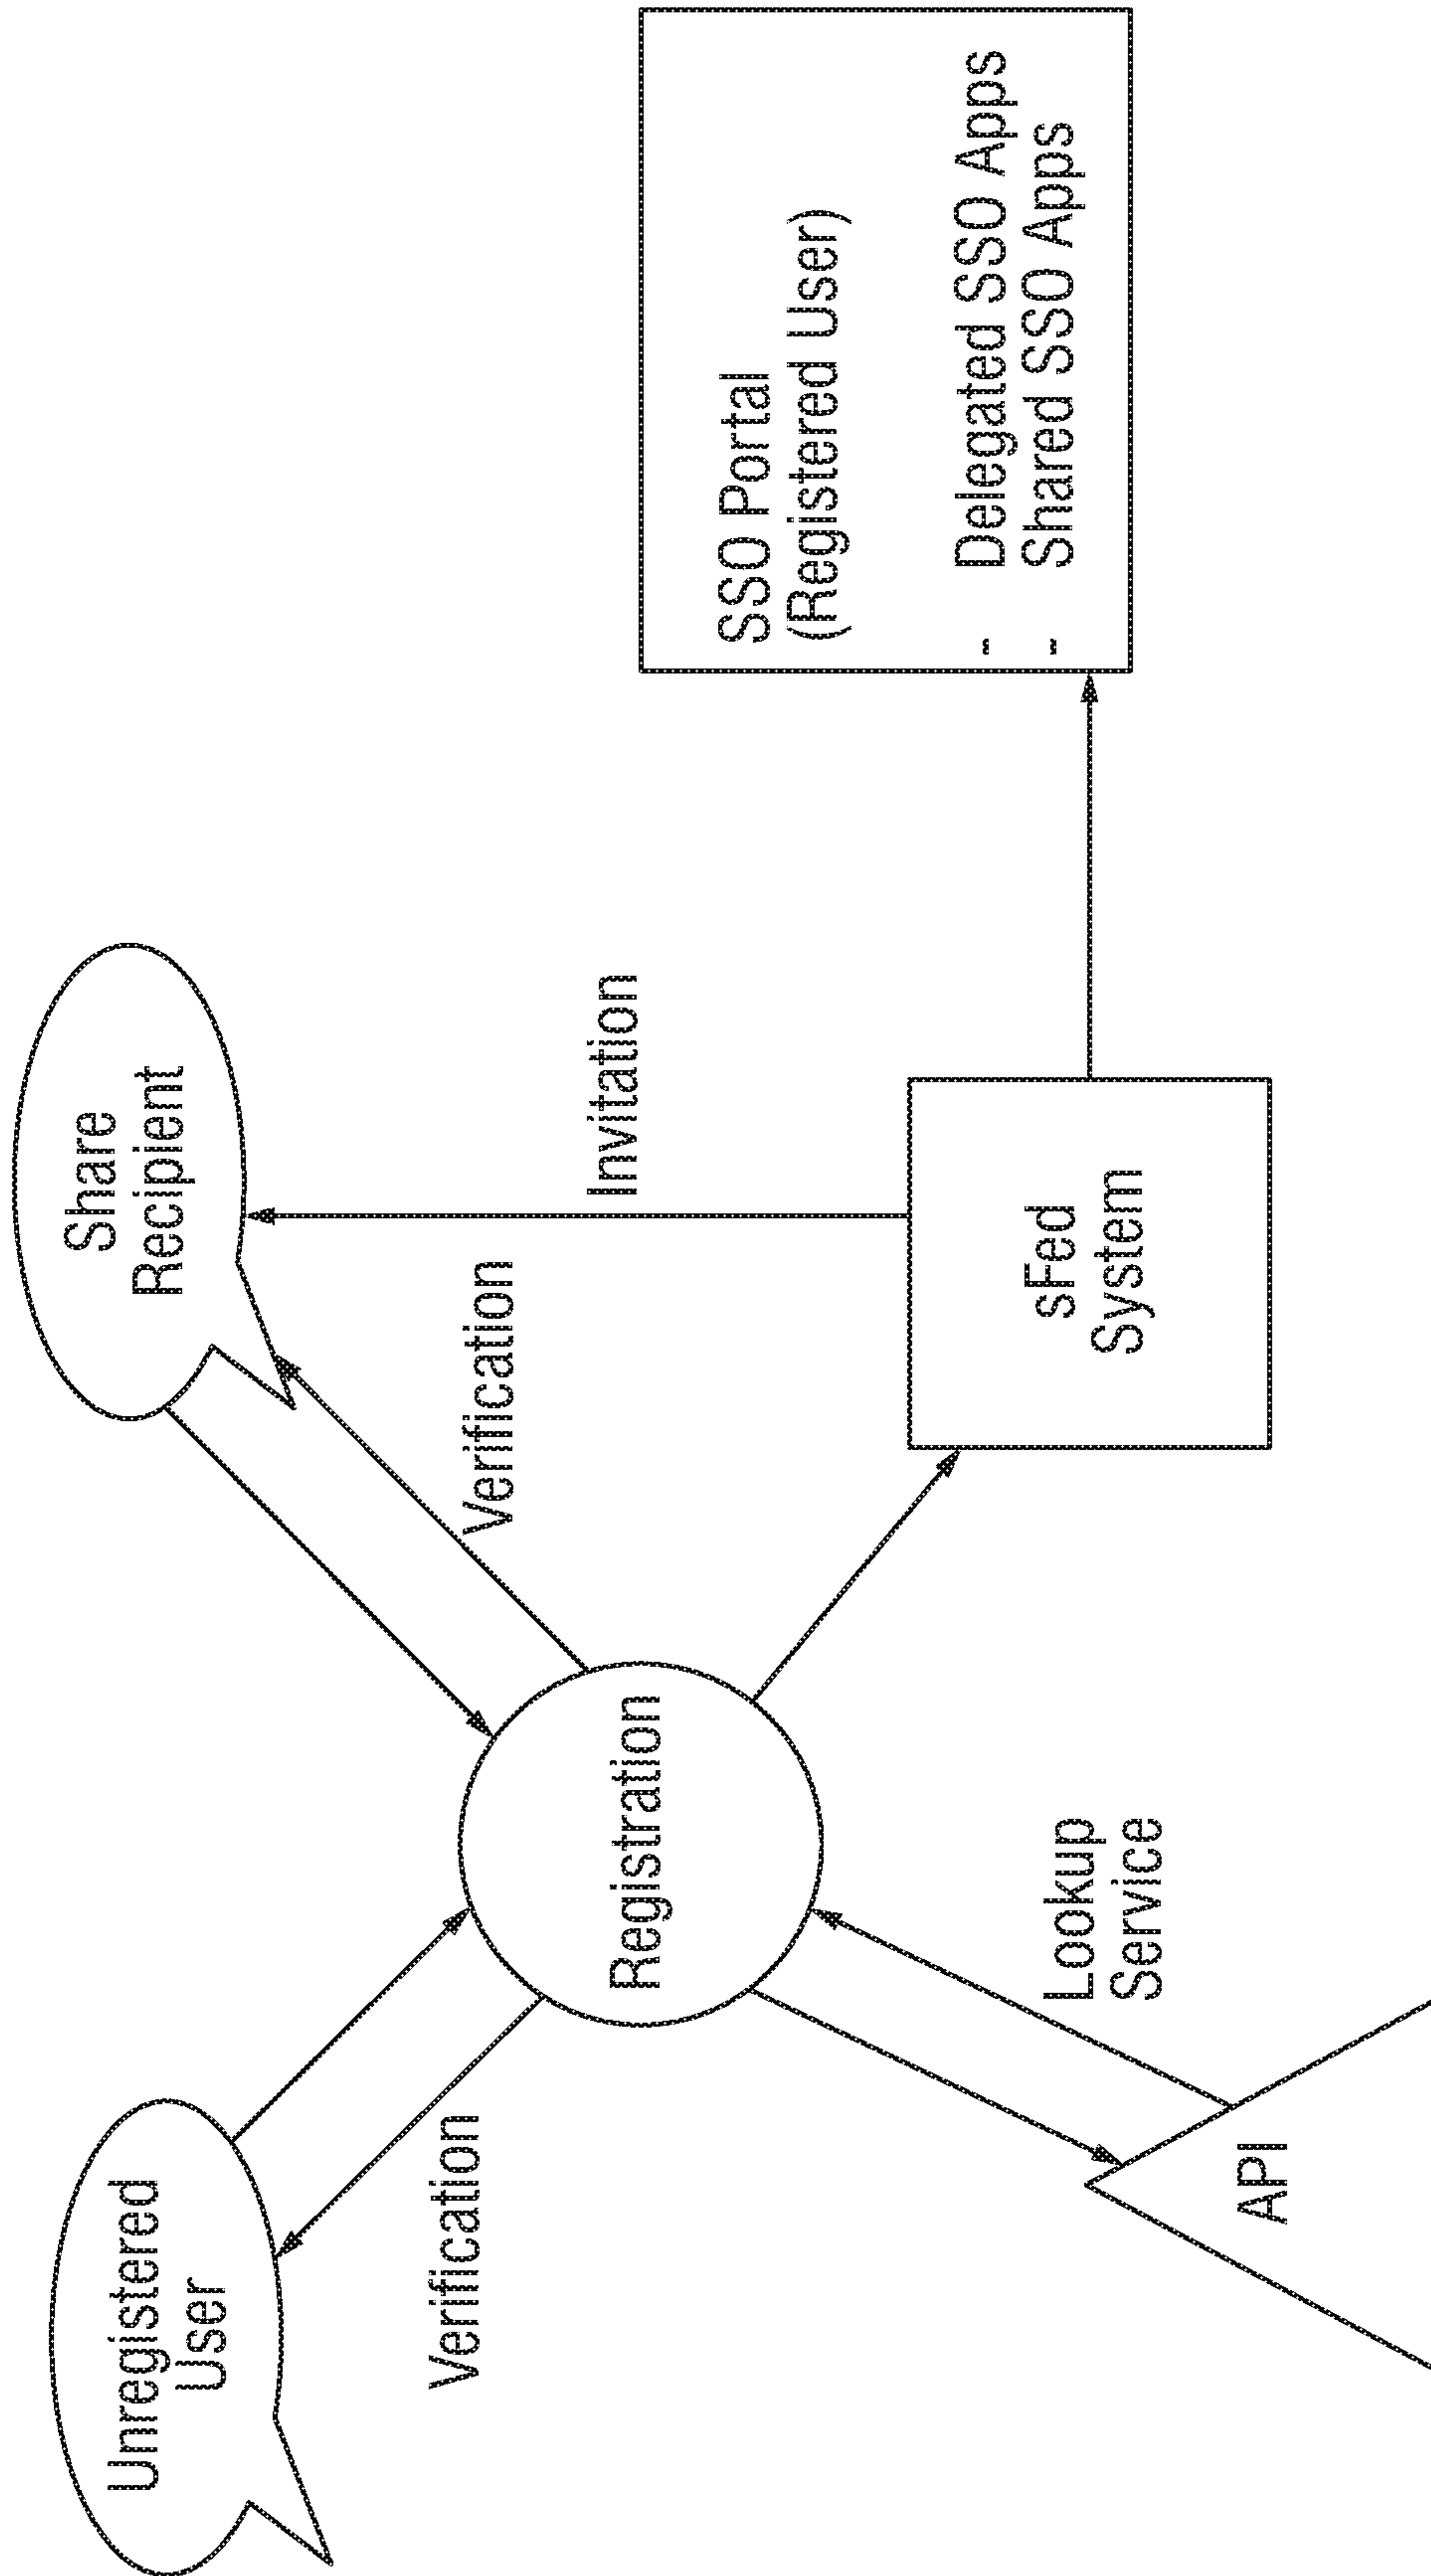 Unregistered
User
Share
Recipient
Verification
Verification
Registration
Invitation
SSO Portal
(Registered User)
- Delegated SSO Apps
- Shared SSO Apps
sFed
System
Lookup
Service
API